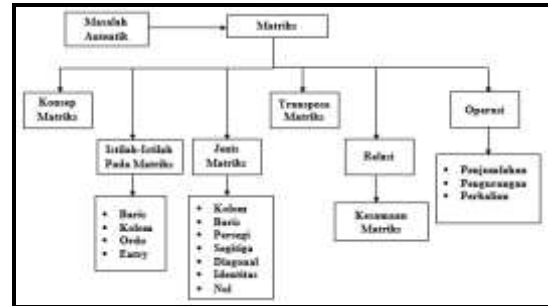 Masalah
Autentik
Matriks
Konsep
Matriks
Istilah-Istilah
Pada Matriks
Jenis
Matriks
Transpose
Matriks
Relasi
Operasi
• Baris
• Kolom
• Ordo
• Entry
• Kolom
• Baris
• Persegi
• Segitiga
• Diagonal
• Identitas
• Nol
Kesamaan
Matriks
• Penjumlahan
• Pengurangan
• Perkalian